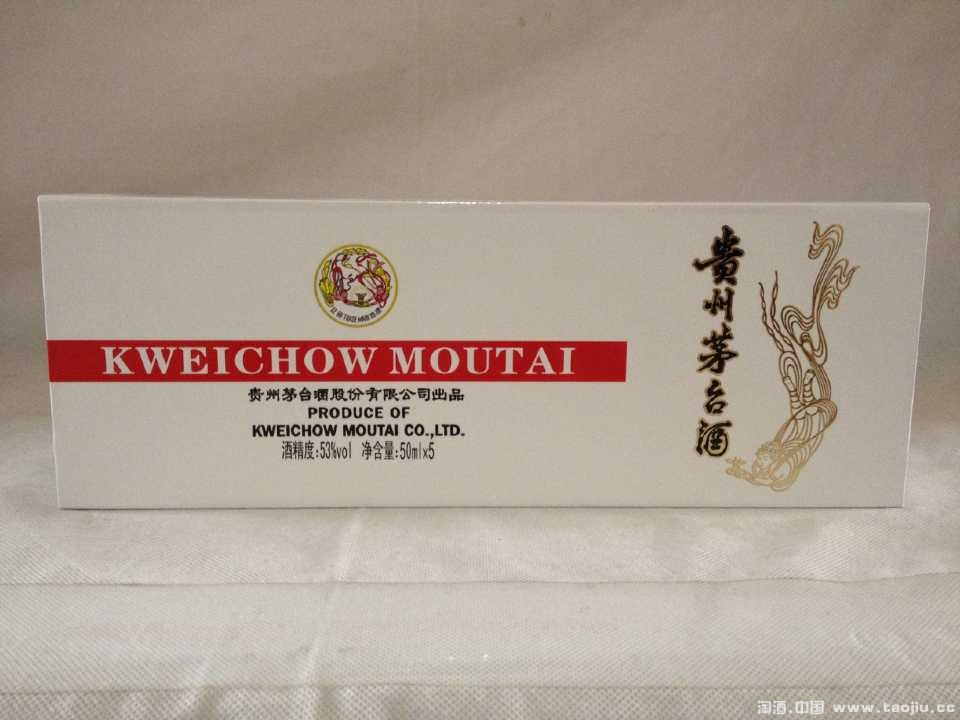 KWEICHOW MOUTAI
贵州茅台酒股份有限公司出品
PRODUCE OF
KWEICHOW MOUTAI CO.,LTD.
酒精度:53%vol 净含量:50ml×5
貴州茅台酒
淘酒.中国 www.taojiu.cc